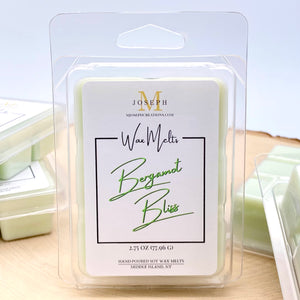 M
JOSEPH
MJOSEPHCREATIONS.COM
Wax Melts
Bergamot
Bliss
2.75 OZ (77.96 G)
HAND POURED SOY WAX MELTS
MIDDLE ISLAND, NY